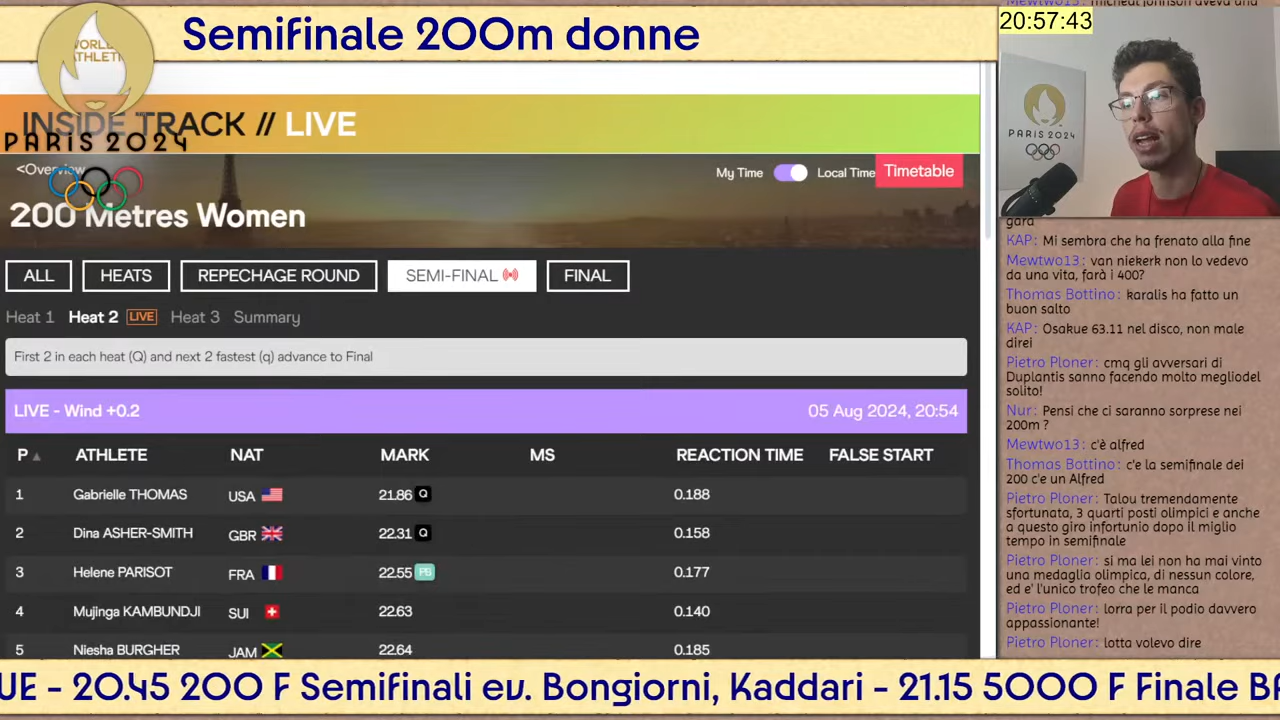 Semifinale 200m donne
WORLD
ATHLETI
PARIS 2024
INSIDE TRACK // LIVE
<Overview
My Time
Local Time
Timetable
200 Metres Women
ALL
HEATS
REPECHAGE ROUND
SEMI-FINAL
FINAL
Heat 1 Heat 2 LIVE Heat 3 Summary
First 2 in each heat (Q) and next 2 fastest (q) advance to Final
LIVE - Wind +0.2 05 Aug 2024, 20:54
P ATHLETE NAT MARK MS REACTION TIME FALSE START
1 Gabrielle THOMAS USA 21.86 Q 0.188
2 Dina ASHER-SMITH GBR 22.31 Q 0.158
3 Helene PARISOT FRA 22.55 PB 0.177
4 Mujinga KAMBUNDJI SUI 22.63 0.140
5 Niesha BURGHER JAM 22.64 0.185
Mewtwo13: micheal johnson aveva una
20:57:43
PARIS 2024
gara
KAP: Mi sembra che ha frenato alla fine
Mewtwo13: van niekerk non lo vedevo
da una vita, farà i 400?
Thomas Bottino: karalis ha fatto un
buon salto
KAP: Osakue 63.11 nel disco, non male
direi
Pietro Ploner: cmq gli avversari di
Duplantis sanno facendo molto megliodel
solito!
Nur: Pensi che ci saranno sorprese nei
200m ?
Mewtwo13: c'è alfred
Thomas Bottino: c'e la semifinale dei
200 c'e un Alfred
Pietro Ploner: Talou tremendamente
sfortunata, 3 quarti posti olimpici e anche
a questo giro infortunio dopo il miglio
tempo in semifinale
Pietro Ploner: si ma lei non ha mai vinto
una medaglia olimpica, di nessun colore,
ed e' l'unico trofeo che le manca
Pietro Ploner: lorra per il podio davvero
appassionante!
Pietro Ploner: lotta volevo dire
UE - 20.45 200 F Semifinali ev. Bongiorni, Kaddari - 21.15 5000 F Finale BA